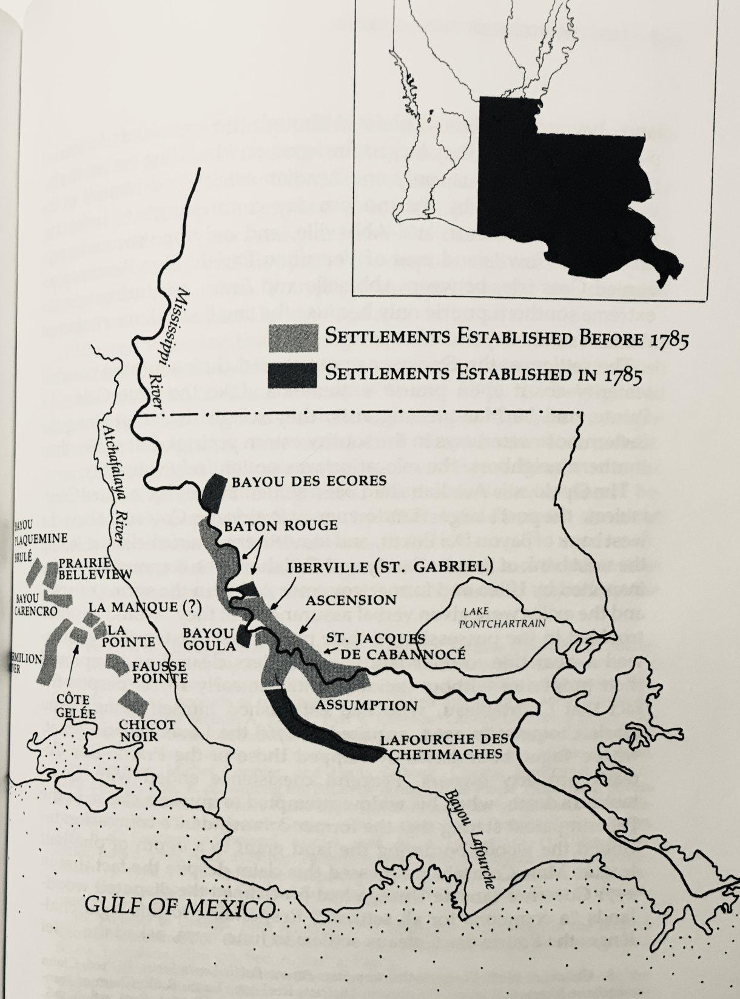 Mississippi
River
SETTLEMENTS ESTABLISHED BEFORE 1785
SETTLEMENTS ESTABLISHED IN 1785
Atchafalaya
River
BAYOU DES ECORES
BATON ROUGE
BAYOU
PLAQUEMINE
BRULÉ
PRAIRIE
BELLEVIEW
IBERVILLE (ST. GABRIEL)
BAYOU
CARENCRO
LA MANQUE (?)
ASCENSION
LAKE
PONTCHARTRAIN
LA
POINTE
BAYOU
GOULA
ST. JACQUES
DE CABANNOCÉ
FAUSSE
POINTE
CÔTE
GELÉE
ASSUMPTION
CHICOT
NOIR
LAFOURCHE DES
CHETIMACHES
Bayou
Lafourche
GULF OF MEXICO